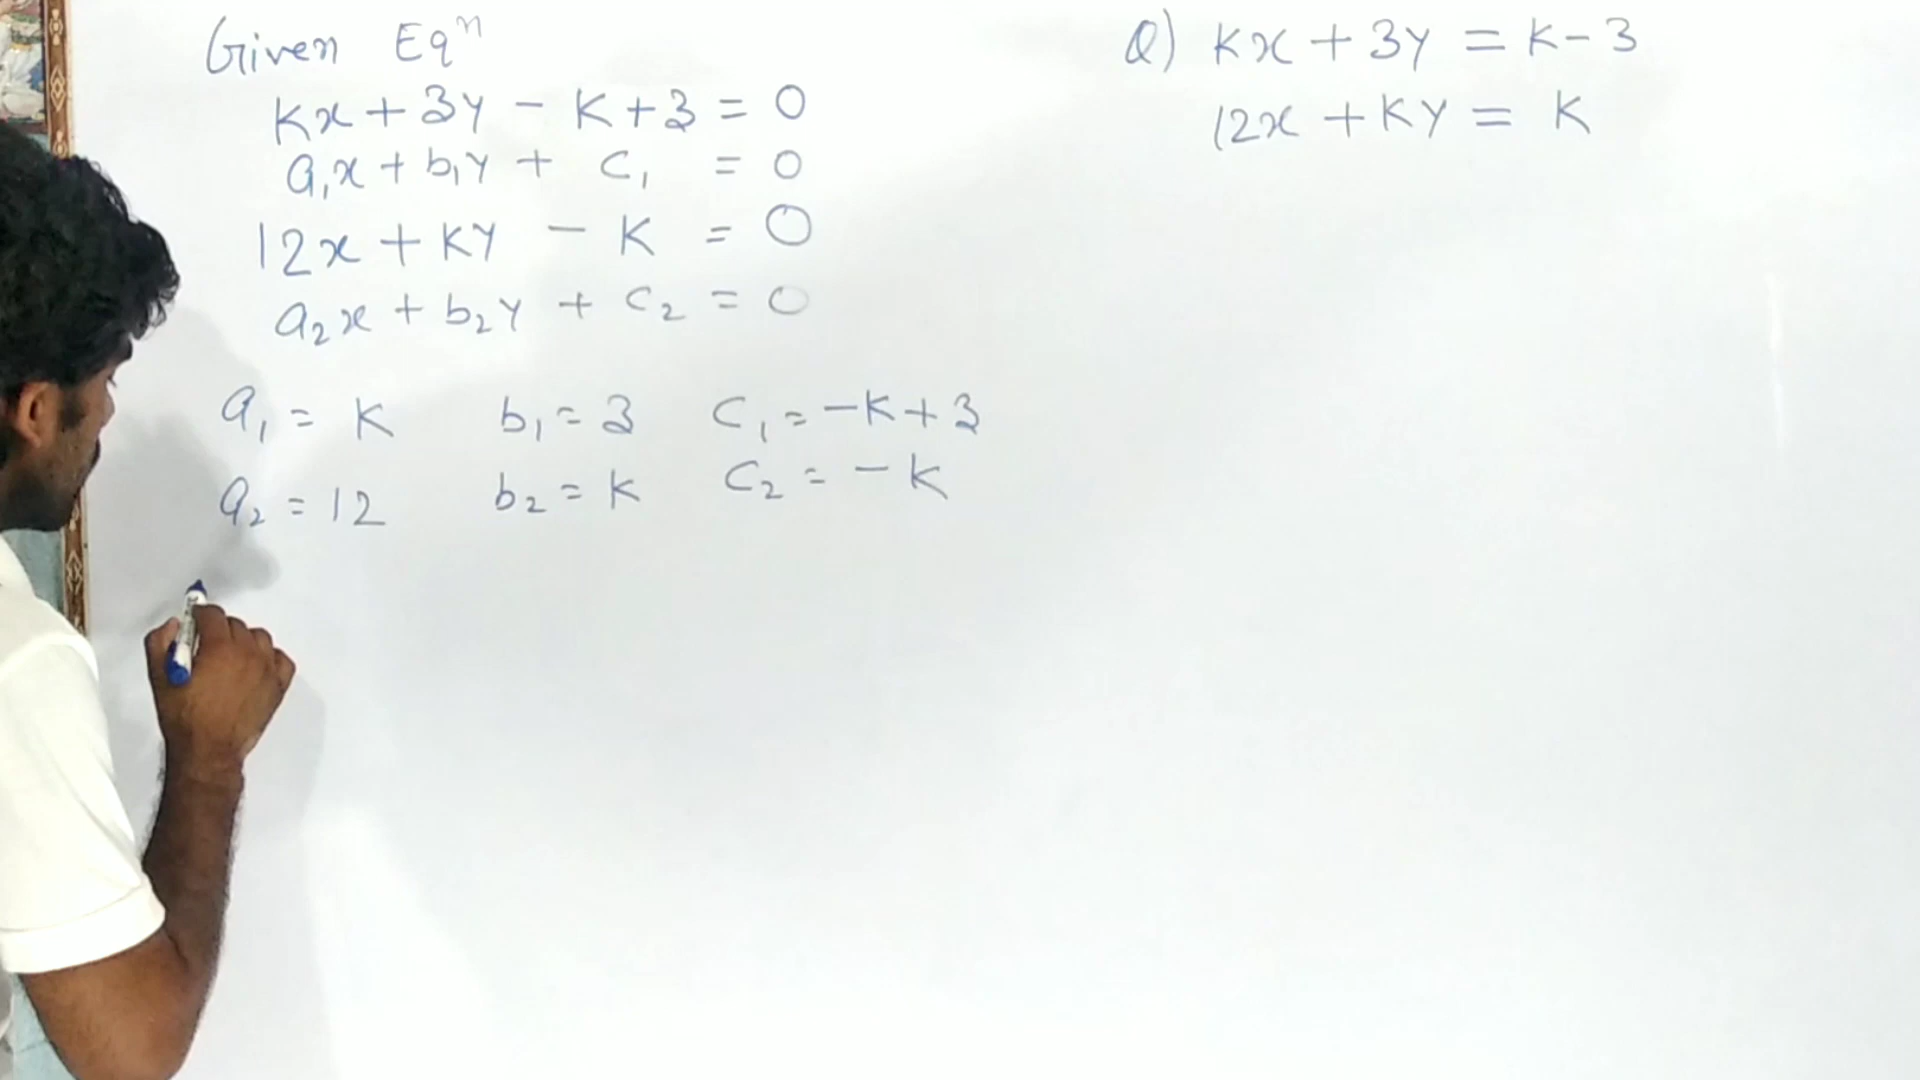 Given Eqⁿ
Kx + 3y - K + 3 = 0
a₁x + b₁y + c₁ = 0
12x + Ky - K = 0
a₂x + b₂y + c₂ = 0
a₁ = K b₁ = 3 c₁ = -K + 3
a₂ = 12 b₂ = K c₂ = -K
Q) Kx + 3y = K - 3
12x + Ky = K